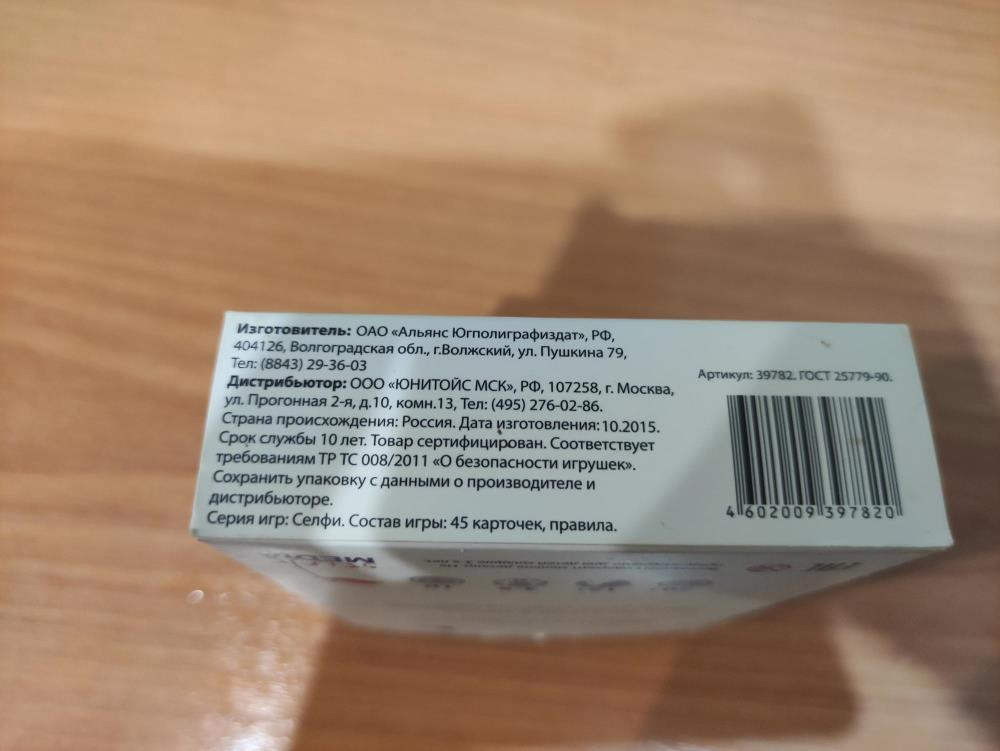 Изготовитель: ОАО «Альянс Югполиграфиздат», РФ,
404126, Волгоградская обл., г.Волжский, ул. Пушкина 79,
Тел: (8843) 29-36-03
Дистрибьютор: ООО «ЮНИТОЙС МСК», РФ, 107258, г. Москва,
ул. Прогонная 2-я, д.10, комн.13, Тел: (495) 276-02-86.
Страна происхождения: Россия. Дата изготовления: 10.2015.
Срок службы 10 лет. Товар сертифицирован. Соответствует
требованиям ТР ТС 008/2011 «О безопасности игрушек».
Сохранить упаковку с данными о производителе и
дистрибьюторе.
Серия игр: Селфи. Состав игры: 45 карточек, правила.
Артикул: 39782. ГОСТ 25779-90.
4 602009 397820
MEDIA